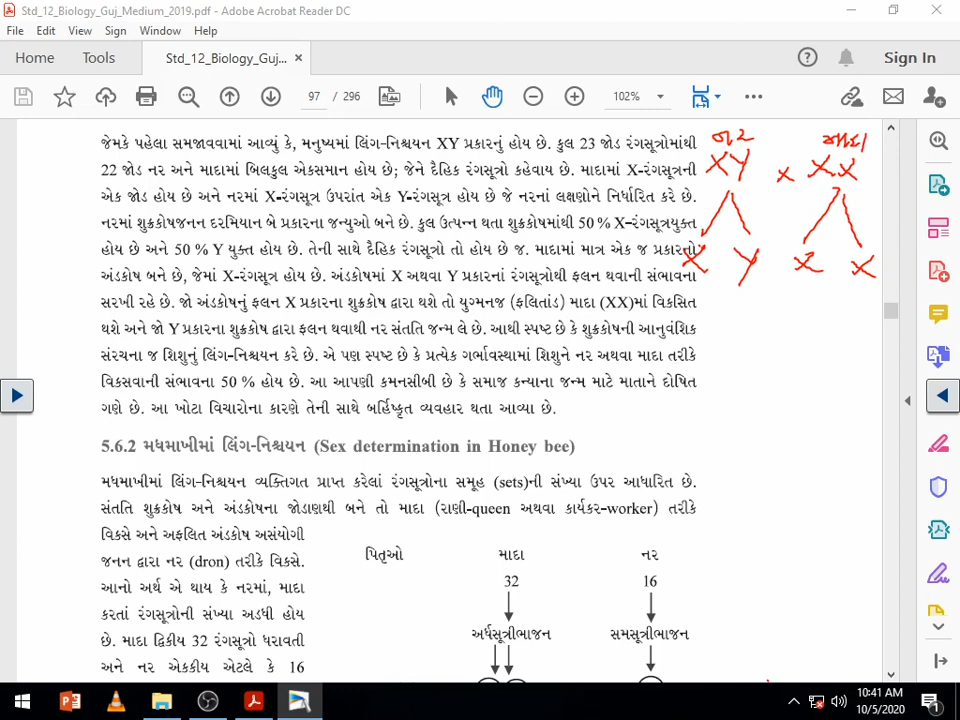 Std_12_Biology_Guj_Medium_2019.pdf - Adobe Acrobat Reader DC
File Edit View Window Sign Help
Home Tools Std_12_Biology_Guj... × Sign In
97 / 296 102%
જેમકે પહેલા સમજાવવામાં આવ્યું કે, મનુષ્યમાં લિંગ-નિશ્ચયન XY પ્રકારનું હોય છે. કુલ 23 જોડ રંગસૂત્રોમાંથી
22 જોડ નર અને માદામાં બિલકુલ એકસમાન હોય છે; જેને દૈહિક રંગસૂત્રો કહેવાય છે. માદામાં X-રંગસૂત્રની
એક જોડ હોય છે અને નરમાં X-રંગસૂત્ર ઉપરાંત એક Y-રંગસૂત્ર હોય છે જે નરનાં લક્ષણોને નિર્ધારિત કરે છે.
નરમાં શુક્રકોષજનન દરમિયાન બે પ્રકારના જન્યુઓ બને છે. કુલ ઉત્પન્ન થતા શુક્રકોષમાંથી 50 % X-રંગસૂત્રયુક્ત
હોય છે અને 50 % Y યુક્ત હોય છે. તેની સાથે દૈહિક રંગસૂત્રો તો હોય છે જ. માદામાં માત્ર એક જ પ્રકારનો
અંડકોષ બને છે, જેમાં X-રંગસૂત્ર હોય છે. અંડકોષમાં X અથવા Y પ્રકારનાં રંગસૂત્રોથી ફલન થવાની સંભાવના
સરખી રહે છે. જો અંડકોષનું ફલન X પ્રકારના શુક્રકોષ દ્વારા થશે તો યુગ્મનજ (ફલિતાંડ) માદા (XX)માં વિકસિત
થશે અને જો Y પ્રકારના શુક્રકોષ દ્વારા ફલન થવાથી નર સંતતિ જન્મ લે છે. આથી સ્પષ્ટ છે કે શુક્રકોષની આનુવંશિક
સંરચના જ શિશુનું લિંગ-નિશ્ચયન કરે છે. એ પણ સ્પષ્ટ છે કે પ્રત્યેક ગર્ભાવસ્થામાં શિશુને નર અથવા માદા તરીકે
વિકસવાની સંભાવના 50 % હોય છે. આ આપણી કમનસીબી છે કે સમાજ કન્યાના જન્મ માટે માતાને દોષિત
ગણે છે. આ ખોટા વિચારોના કારણે તેની સાથે બહિષ્કૃત વ્યવહાર થતા આવ્યા છે.
નર માદા
XY × XX
X Y X X
5.6.2 મધમાખીમાં લિંગ-નિશ્ચયન (Sex determination in Honey bee)
મધમાખીમાં લિંગ-નિશ્ચયન વ્યક્તિગત પ્રાપ્ત કરેલાં રંગસૂત્રોના સમૂહ (sets)ની સંખ્યા ઉપર આધારિત છે.
સંતતિ શુક્રકોષ અને અંડકોષના જોડાણથી બને તો માદા (રાણી-queen અથવા કાર્યકર-worker) તરીકે
વિકસે અને અફલિત અંડકોષ અસંયોગી
જનન દ્વારા નર (dron) તરીકે વિકસે.
આનો અર્થ એ થાય કે નરમાં, માદા
કરતાં રંગસૂત્રોની સંખ્યા અડધી હોય
છે. માદા દ્વિકીય 32 રંગસૂત્રો ધરાવતી
અને નર એકકીય એટલે કે 16
પિતૃઓ માદા નર
32 16
અર્ધસૂત્રીભાજન સમસૂત્રીભાજન
10:41 AM
10/5/2020
1